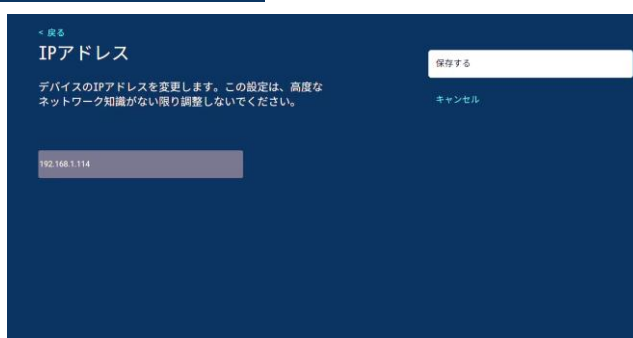 < 戻る
IPアドレス
デバイスのIPアドレスを変更します。この設定は、高度な
ネットワーク知識がない限り調整しないでください。
192.168.1.114
保存する
キャンセル